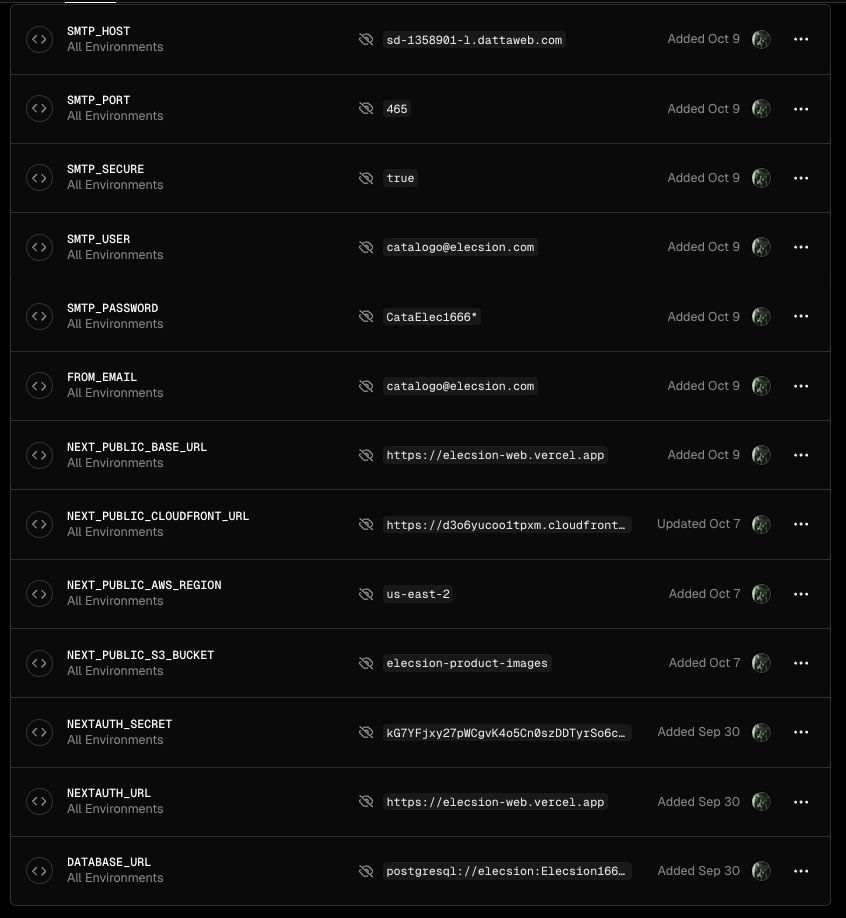 SMTP_HOST
All Environments
sd-1358901-l.dattaweb.com
Added Oct 9
SMTP_PORT
All Environments
465
Added Oct 9
SMTP_SECURE
All Environments
true
Added Oct 9
SMTP_USER
All Environments
catalogo@elecsion.com
Added Oct 9
SMTP_PASSWORD
All Environments
CataElec1666*
Added Oct 9
FROM_EMAIL
All Environments
catalogo@elecsion.com
Added Oct 9
NEXT_PUBLIC_BASE_URL
All Environments
https://elecsion-web.vercel.app
Added Oct 9
NEXT_PUBLIC_CLOUDFRONT_URL
All Environments
https://d3o6yucoo1tpxm.cloudfront…
Updated Oct 7
NEXT_PUBLIC_AWS_REGION
All Environments
us-east-2
Added Oct 7
NEXT_PUBLIC_S3_BUCKET
All Environments
elecsion-product-images
Added Oct 7
NEXTAUTH_SECRET
All Environments
kG7YFjxy27pWCgvK4o5Cn0szDDTyrSo6c…
Added Sep 30
NEXTAUTH_URL
All Environments
https://elecsion-web.vercel.app
Added Sep 30
DATABASE_URL
All Environments
postgresql://elecsion:Elecsion166…
Added Sep 30